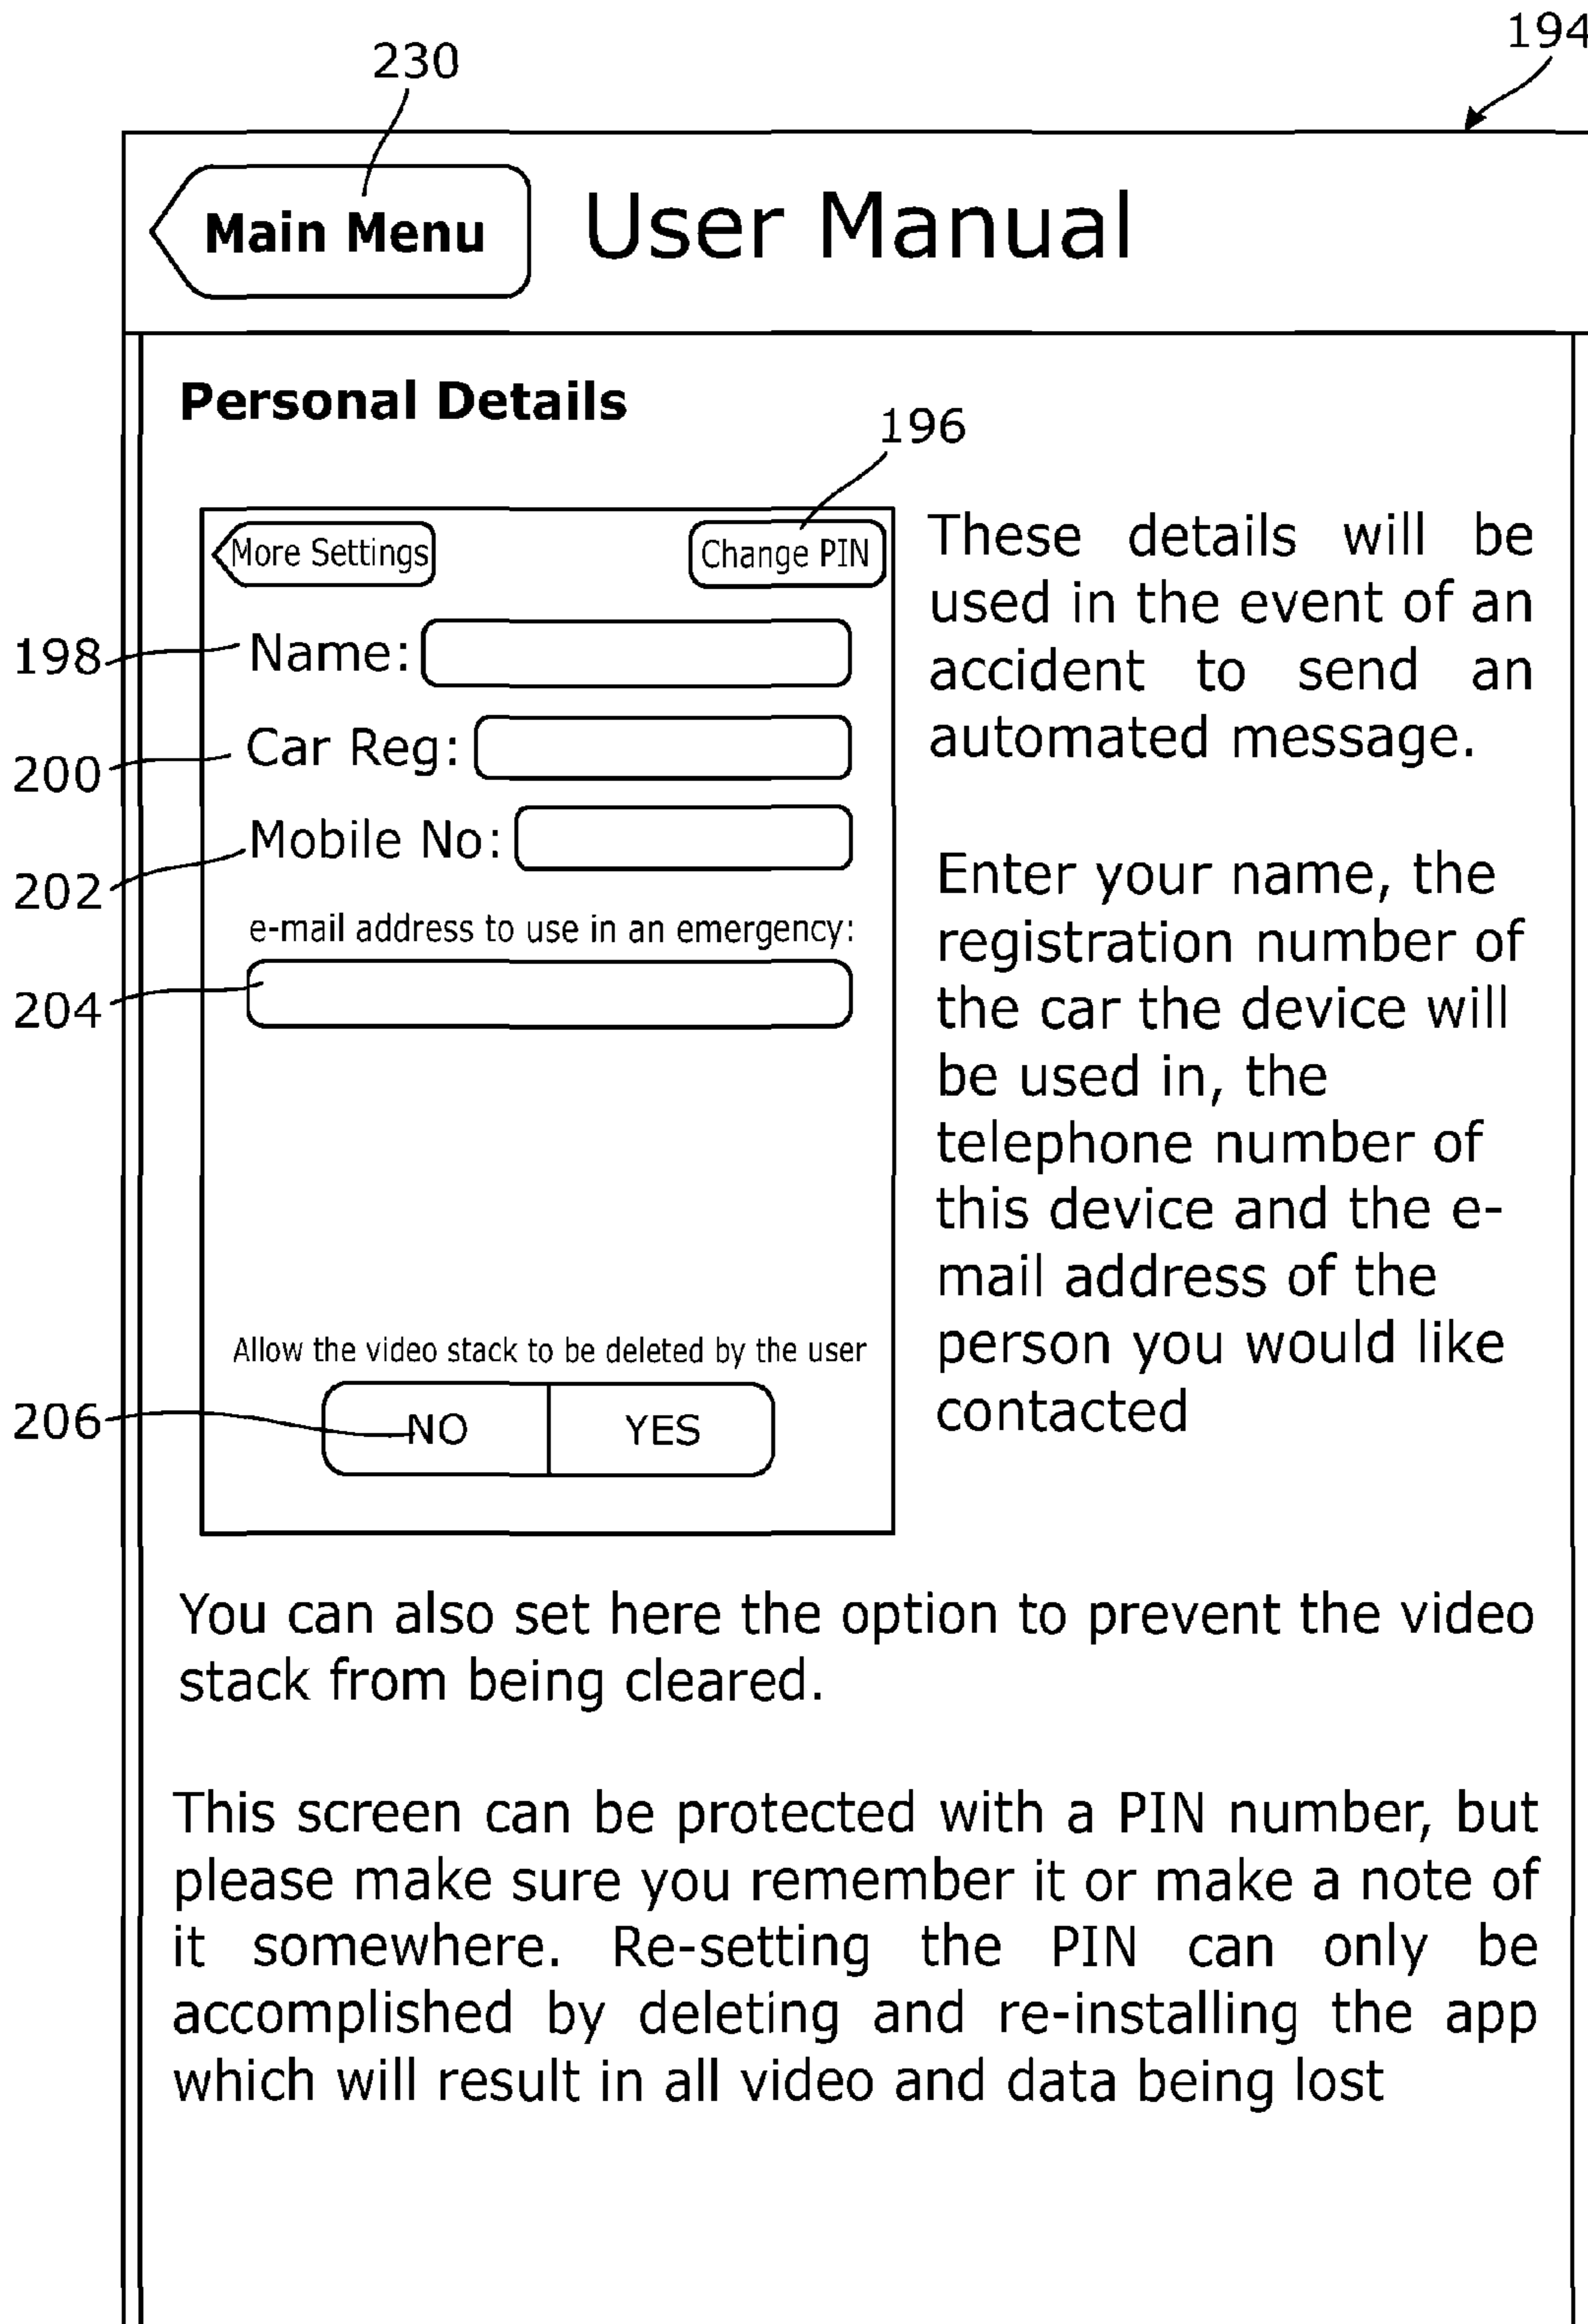 194
230
Main Menu
User Manual
Personal Details
196
More Settings
Change PIN
198
Name:
200
Car Reg:
202
Mobile No:
e-mail address to use in an emergency:
204
Allow the video stack to be deleted by the user
206
NO
YES
These details will be
used in the event of an
accident to send an
automated message.
Enter your name, the
registration number of
the car the device will
be used in, the
telephone number of
this device and the e-
mail address of the
person you would like
contacted
You can also set here the option to prevent the video
stack from being cleared.
This screen can be protected with a PIN number, but
please make sure you remember it or make a note of
it somewhere. Re-setting the PIN can only be
accomplished by deleting and re-installing the app
which will result in all video and data being lost